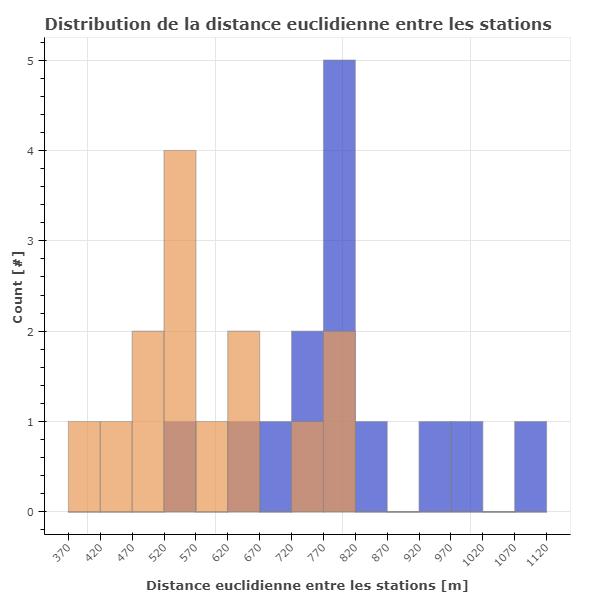 Distribution de la distance euclidienne entre les stations
5
4
3
2
1
0
Count [#]
370 420 470 520 570 620 670 720 770 820 870 920 970 1020 1070 1120
Distance euclidienne entre les stations [m]